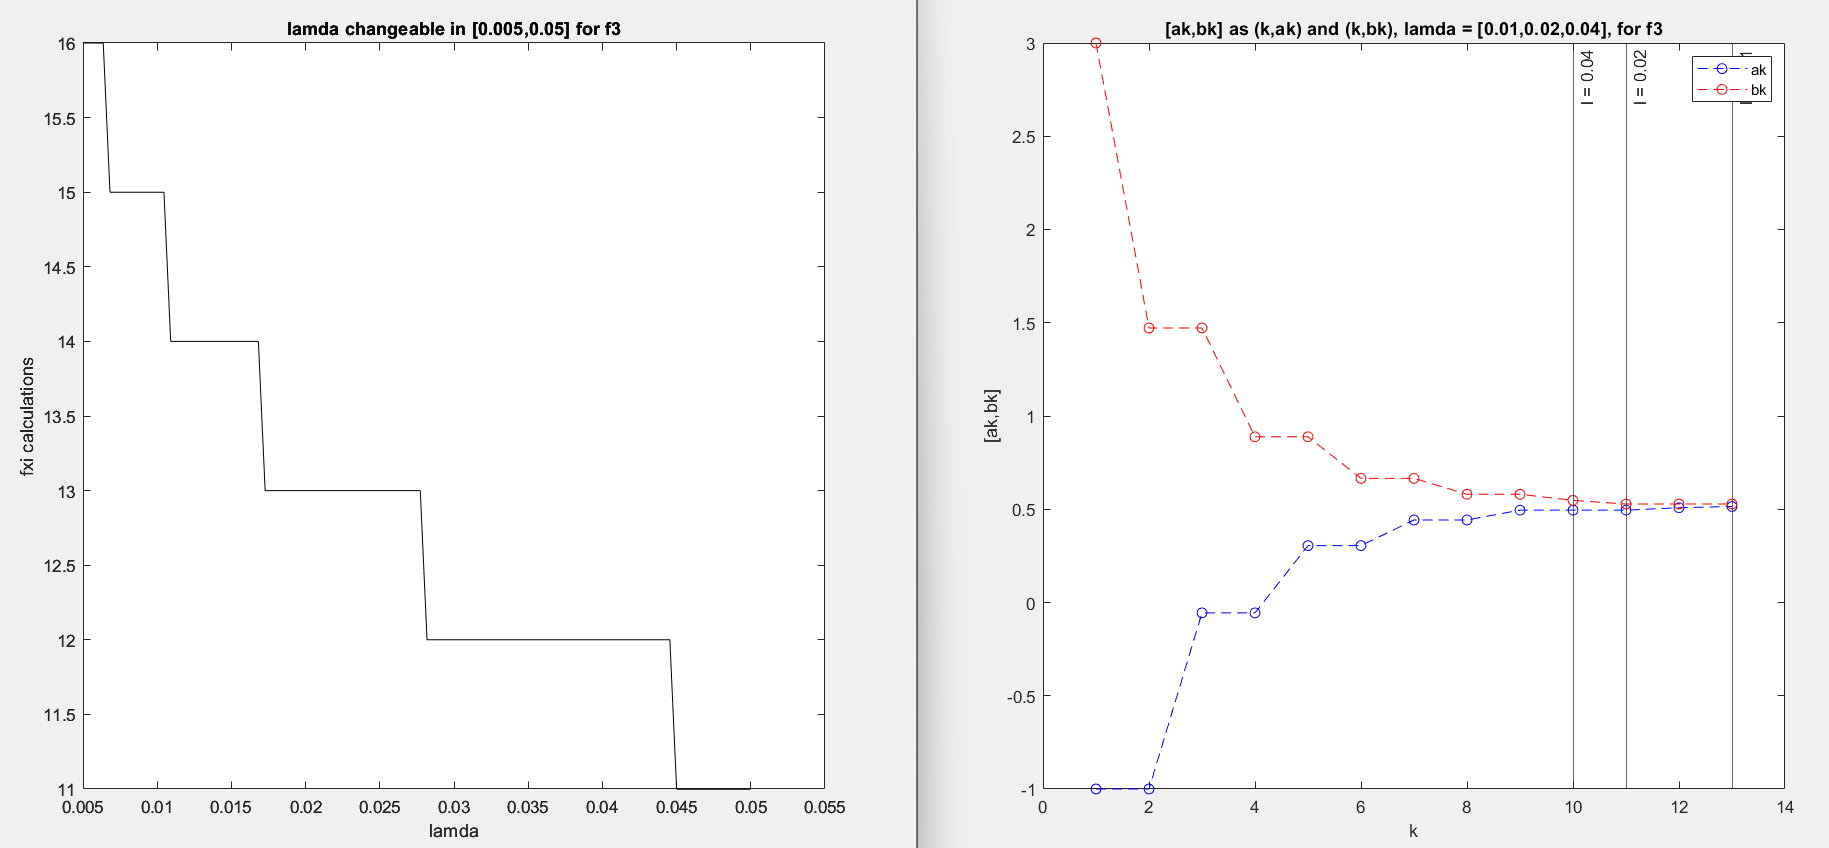 lamda changeable in [0.005,0.05] for f3
16
15.5
15
14.5
14
13.5
13
12.5
12
11.5
11
fxi calculations
0.005 0.01 0.015 0.02 0.025 0.03 0.035 0.04 0.045 0.05 0.055
lamda
[ak,bk] as (k,ak) and (k,bk), lamda = [0.01,0.02,0.04], for f3
3
2.5
2
1.5
1
0.5
0
-0.5
-1
[ak,bk]
l = 0.04
l = 0.02
ak
bk
0 2 4 6 8 10 12 14
k